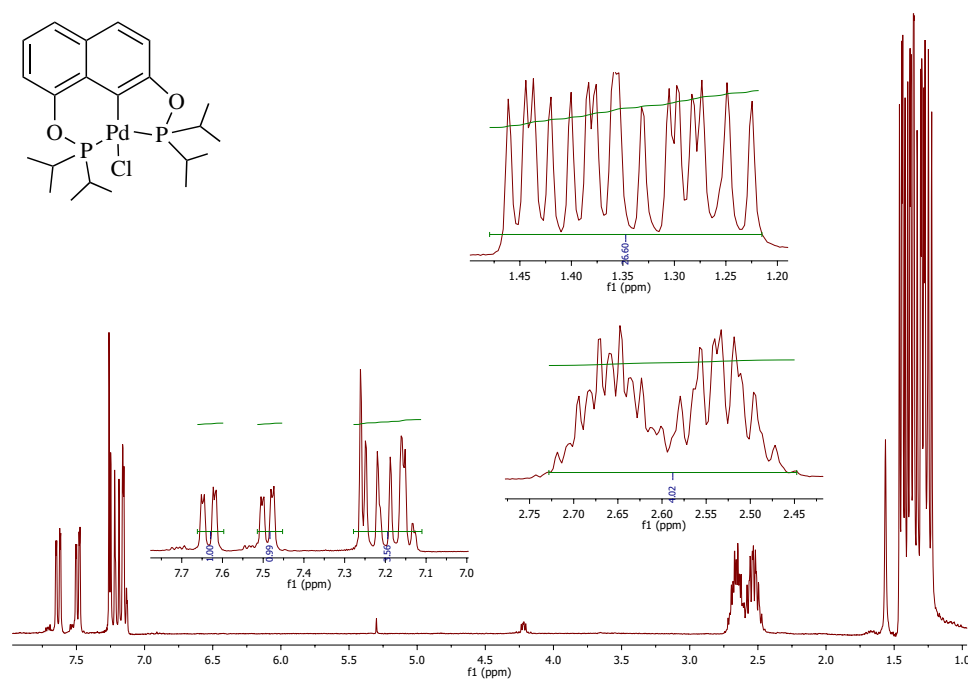 O
O
P
Pd
P
Cl
26.60
1.45 1.40 1.35 1.30 1.25 1.20
f1 (ppm)
4.02
2.75 2.70 2.65 2.60 2.55 2.50 2.45
f1 (ppm)
1.00 0.99
7.7 7.6 7.5 7.4 7.3 7.2 7.1 7.0
f1 (ppm)
7.5 7.0 6.5 6.0 5.5 5.0 4.5 4.0 3.5 3.0 2.5 2.0 1.5 1.0
f1 (ppm)